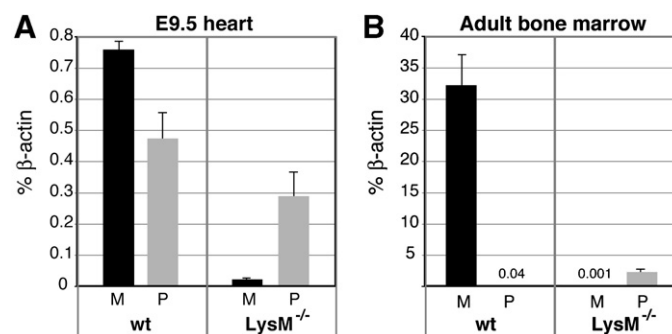 A E9.5 heart
% β-actin
0.8
0.7
0.6
0.5
0.4
0.3
0.2
0.1
0
M P M P
wt LysM-/-
B Adult bone marrow
% β-actin
40
35
30
25
20
15
10
5
0.04 0.001
M P M P
wt LysM-/-